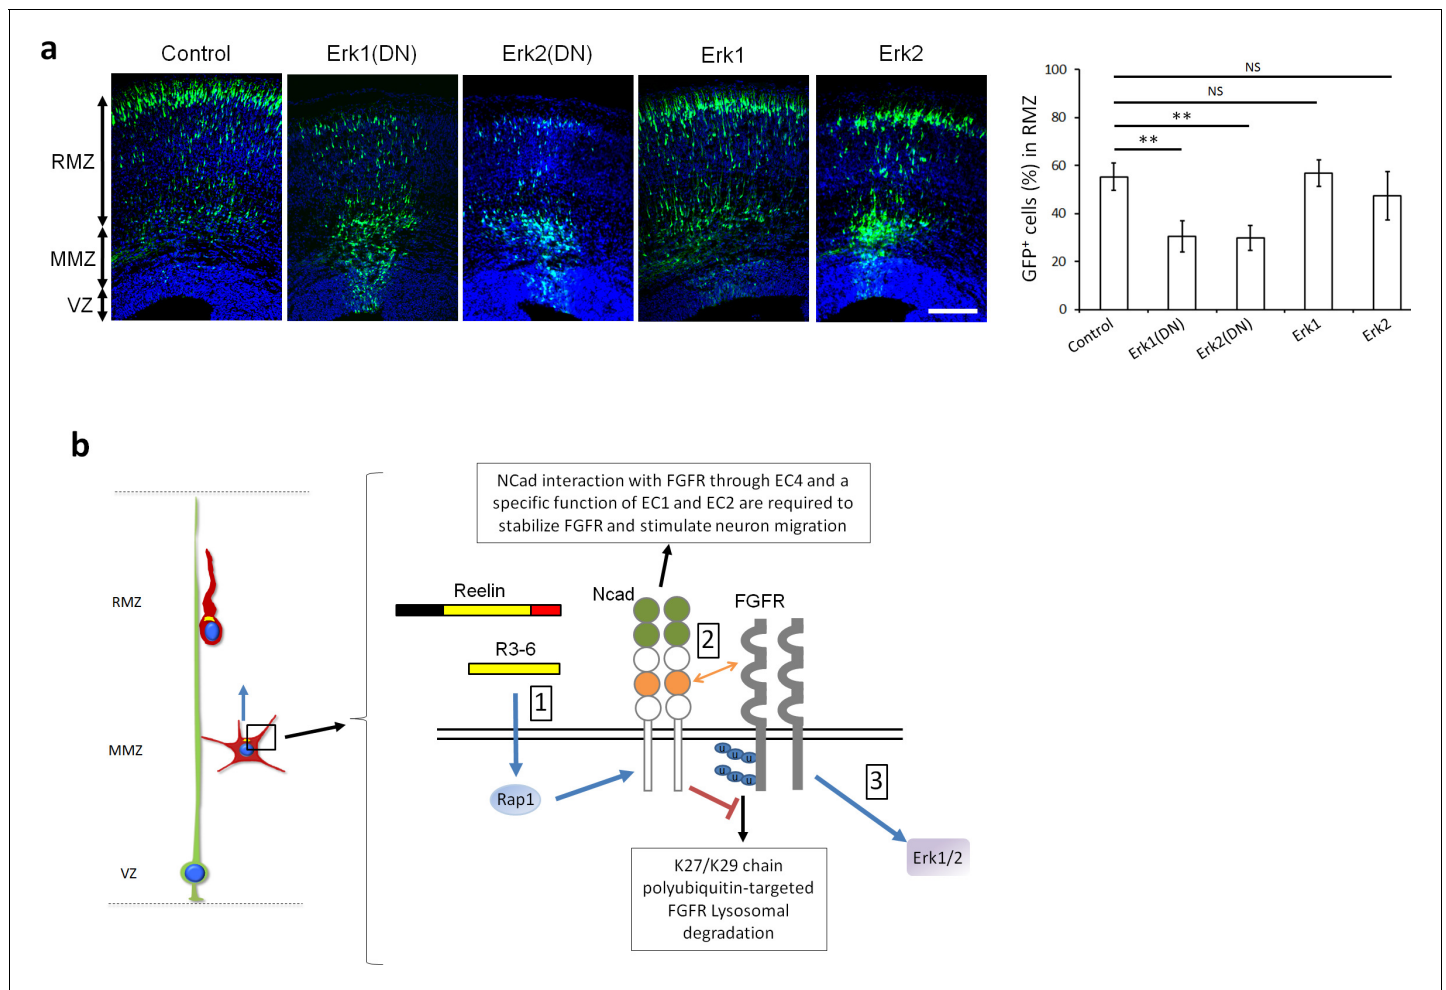 a
Control
Erk1(DN)
Erk2(DN)
Erk1
Erk2
RMZ
MMZ
VZ
GFP+ cells (%) in RMZ
100
80
60
40
20
0
NS
NS
**
**
Control
Erk1(DN)
Erk2(DN)
Erk1
Erk2
b
RMZ
MMZ
VZ
NCad interaction with FGFR through EC4 and a
specific function of EC1 and EC2 are required to
stabilize FGFR and stimulate neuron migration
Reelin
R3-6
1
Rap1
Ncad
2
FGFR
u u u
u u u
3
Erk1/2
K27/K29 chain
polyubiquitin-targeted
FGFR Lysosomal
degradation